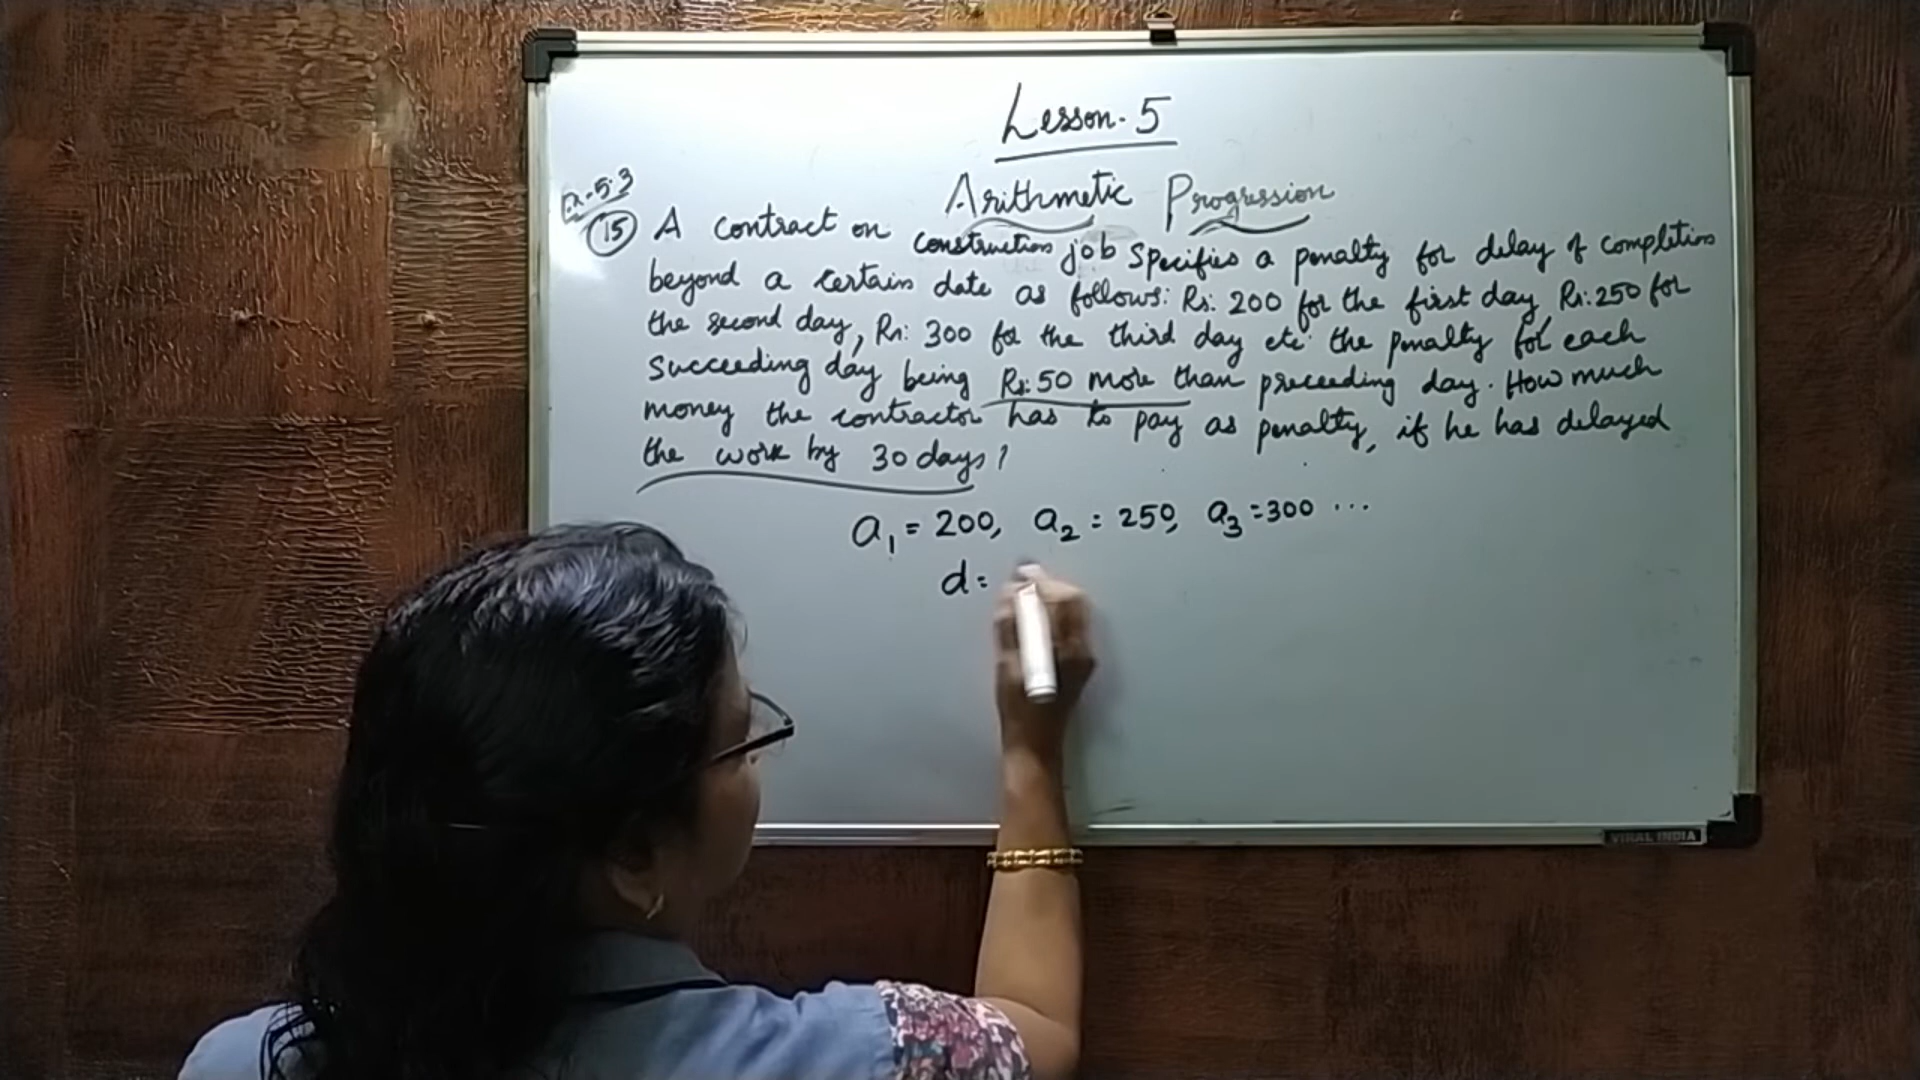 Lesson. 5
Arithmetic Progression
Ex-5.3
(15) A contract on construction job specifies a penalty for delay of completion
beyond a certain date as follows: Rs. 200 for the first day, Rs. 250 for
the second day, Rs. 300 for the third day etc. the penalty for each
succeeding day being Rs. 50 more than preceeding day. How much
money the contractor has to pay as penalty, if he has delayed
the work by 30 days?
a₁ = 200, a₂ = 250, a₃ = 300 ...
d =
VIRAL INDIA